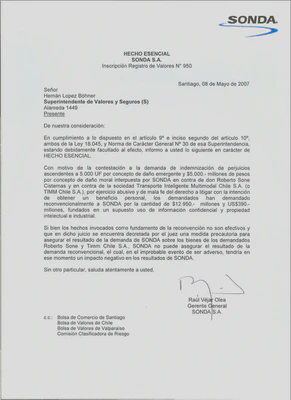 SONDA
HECHO ESENCIAL
SONDA S.A.
Inscripción Registro de Valores N° 950
Santiago, 08 de Mayo de 2007
Señor
Hernán López Böhner
Superintendente de Valores y Seguros (S)
Alameda 1449
Presente
De nuestra consideración:
En cumplimiento a lo dispuesto en el artículo 9º e inciso segundo del artículo 10º,
ambos de la Ley 18.045, y Norma de Carácter General Nº 30 de esa Superintendencia,
estando debidamente facultado al efecto, informo a usted lo siguiente en carácter de
HECHO ESENCIAL.
Con motivo de la contestación a la demanda de indemnización de perjuicios
ascendentes a 5.000 UF por concepto de daño emergente y $5.000.- millones de pesos
por concepto de daño moral interpuesta por SONDA en contra de don Roberto Sone
Cisternas y en contra de la sociedad Transporte Inteligente Multimodal Chile S.A. (o
TIMM Chile S.A.), por ejercicio abusivo y de mala fe del derecho a litigar con la intención
de obtener un beneficio personal, los demandados han demandado
reconvencionalmente a SONDA por la cantidad de $12.950.- millones y US$390.-
millones, fundados en un supuesto uso de información confidencial y propiedad
intelectual e industrial.
Si bien los hechos invocados como fundamento de la reconvención no son efectivos y
que en dicho juicio se encuentra decretada por el juez una medida precautoria para
asegurar el resultado de la demanda de SONDA sobre los bienes de los demandados
Roberto Sone y Timm Chile S.A., SONDA no puede asegurar el resultado de la
demanda reconvencional, el cual, en el improbable evento de ser adverso, tendría en
ese momento un impacto negativo en los resultados de SONDA.
Sin otro particular, saluda atentamente a usted,
Raúl Véjar Olea
Gerente General
SONDA S.A.
c.c.: Bolsa de Comercio de Santiago
Bolsa de Valores de Chile
Bolsa de Valores de Valparaíso
Comisión Clasificadora de Riesgo